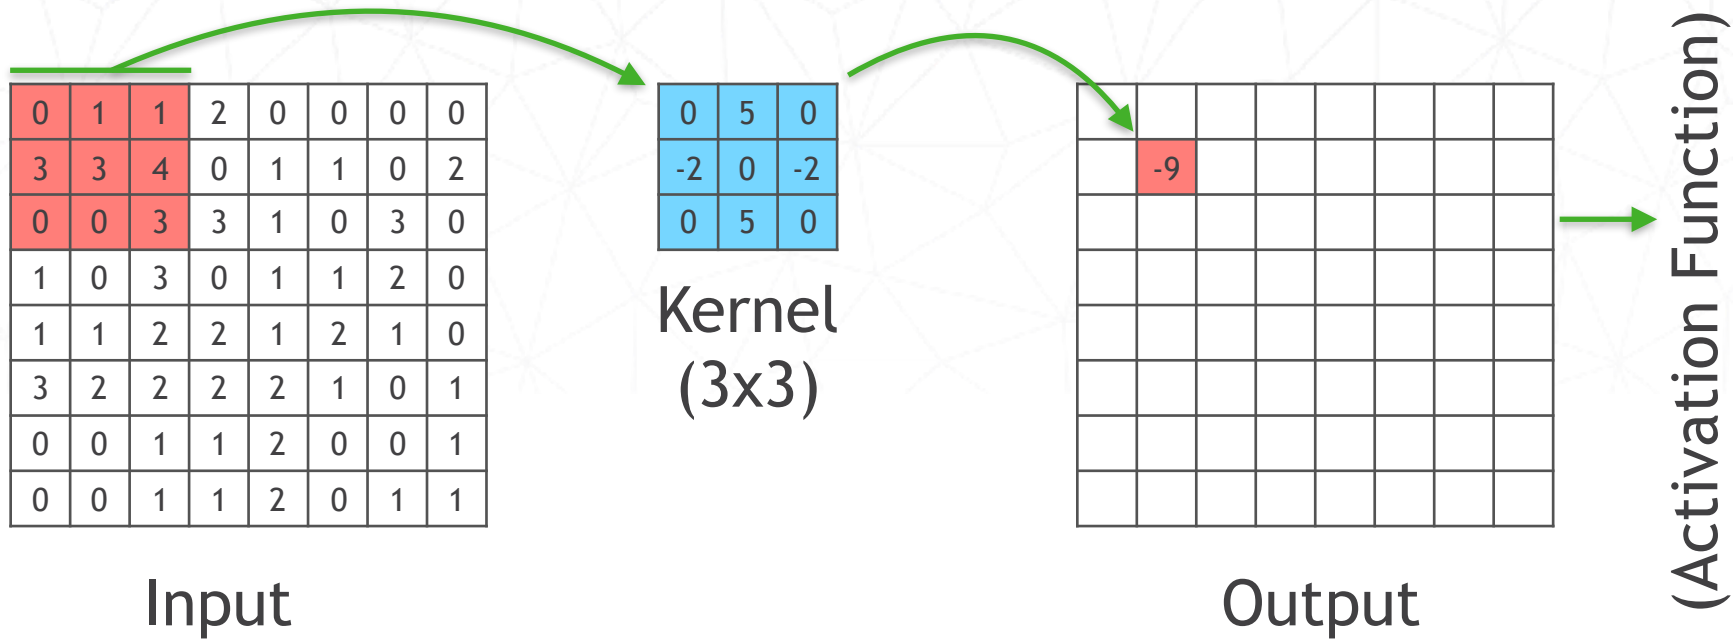 0 1 1 2 0 0 0 0
3 3 4 0 1 1 0 2
0 0 3 3 1 0 3 0
1 0 3 0 1 1 2 0
1 1 2 2 1 2 1 0
3 2 2 2 2 1 0 1
0 0 1 1 2 0 0 1
0 0 1 1 2 0 1 1
Input
0 5 0
-2 0 -2
0 5 0
Kernel
(3x3)
-9
Output
(Activation Function)